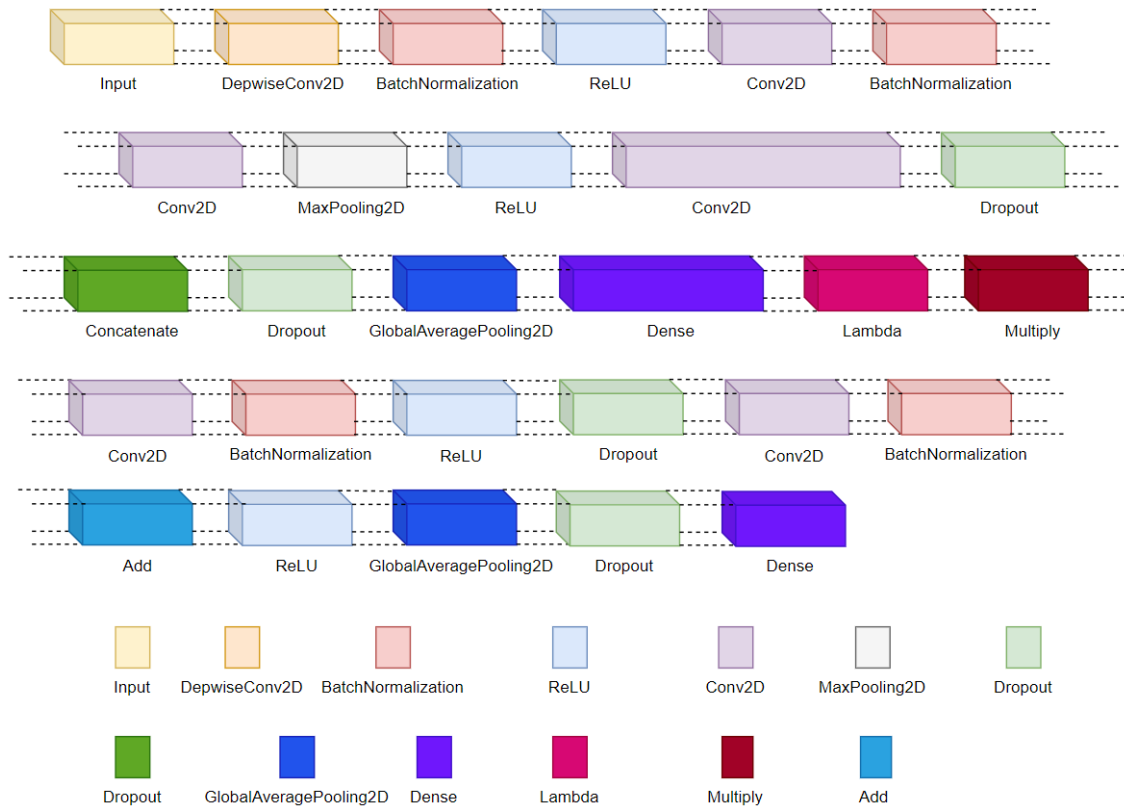 Input DepwiseConv2D BatchNormalization ReLU Conv2D BatchNormalization
Conv2D MaxPooling2D ReLU Conv2D Dropout
Concatenate Dropout GlobalAveragePooling2D Dense Lambda Multiply
Conv2D BatchNormalization ReLU Dropout Conv2D BatchNormalization
Add ReLU GlobalAveragePooling2D Dropout Dense
Input DepwiseConv2D BatchNormalization ReLU Conv2D MaxPooling2D Dropout
Dropout GlobalAveragePooling2D Dense Lambda Multiply Add